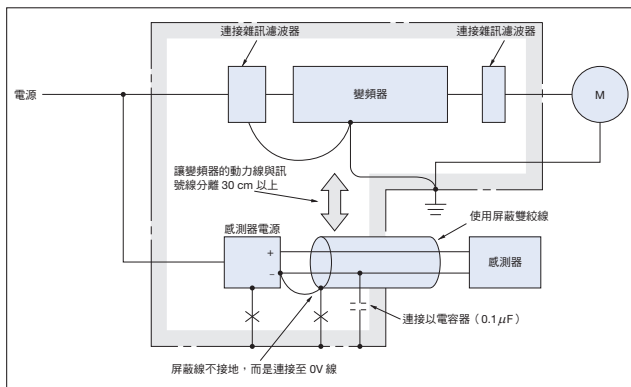 連接雜訊濾波器
連接雜訊濾波器
電源
變頻器
M
讓變頻器的動力線與訊
號線分離 30 cm 以上
使用屏蔽雙絞線
感測器電源
+
−
感測器
連接以電容器（0.1μF）
屏蔽線不接地，而是連接至 0V 線